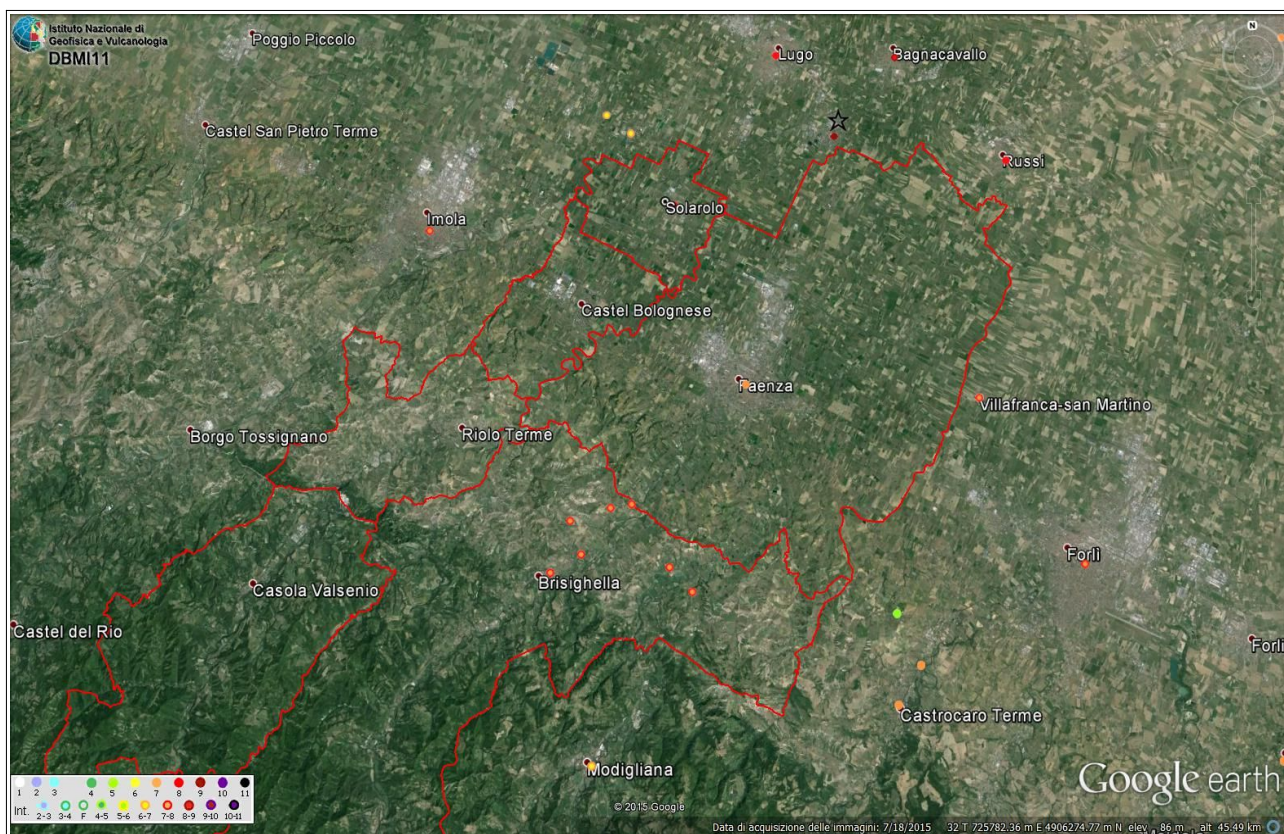 Istituto Nazionale di
Geofisica e Vulcanologia
DBMI11
N
Poggio Piccolo
Lugo
Bagnacavallo
Castel San Pietro Terme
Russi
Solarolo
Imola
Castel Bolognese
Faenza
Villafranca-san Martino
Borgo Tossignano
Riolo Terme
Forlì
Brisighella
Casola Valsenio
Castel del Rio
Forlì
Castrocaro Terme
Modigliana
1 2 3 4 5 6 7 8 9 10 11
Int.
2-3 3-4 F 4-5 5-6 6-7 7-8 8-9 9-10 10-11
© 2015 Google
Google earth
Data di acquisizione delle immagini: 7/18/2015 32 T 725782.36 m E 4906274.77 m N elev 86 m alt 45.49 km